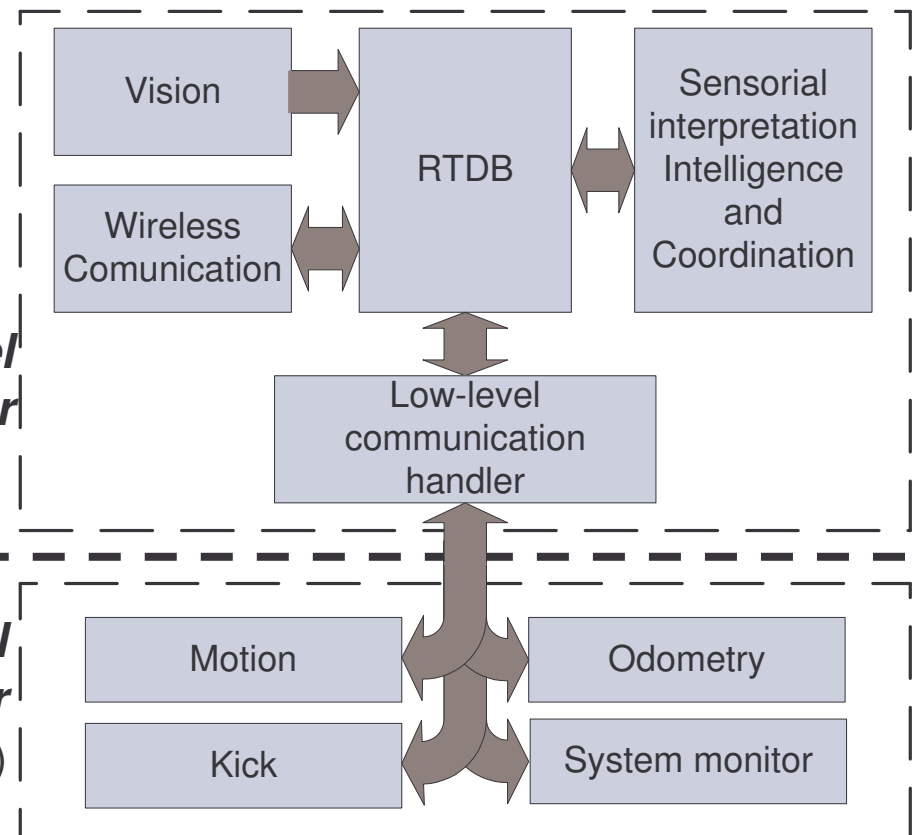 Vision
RTDB
Sensorial
interpretation
Intelligence
and
Coordination
Wireless
Comunication
Low-level
communication
handler
Motion
Odometry
Kick
System monitor